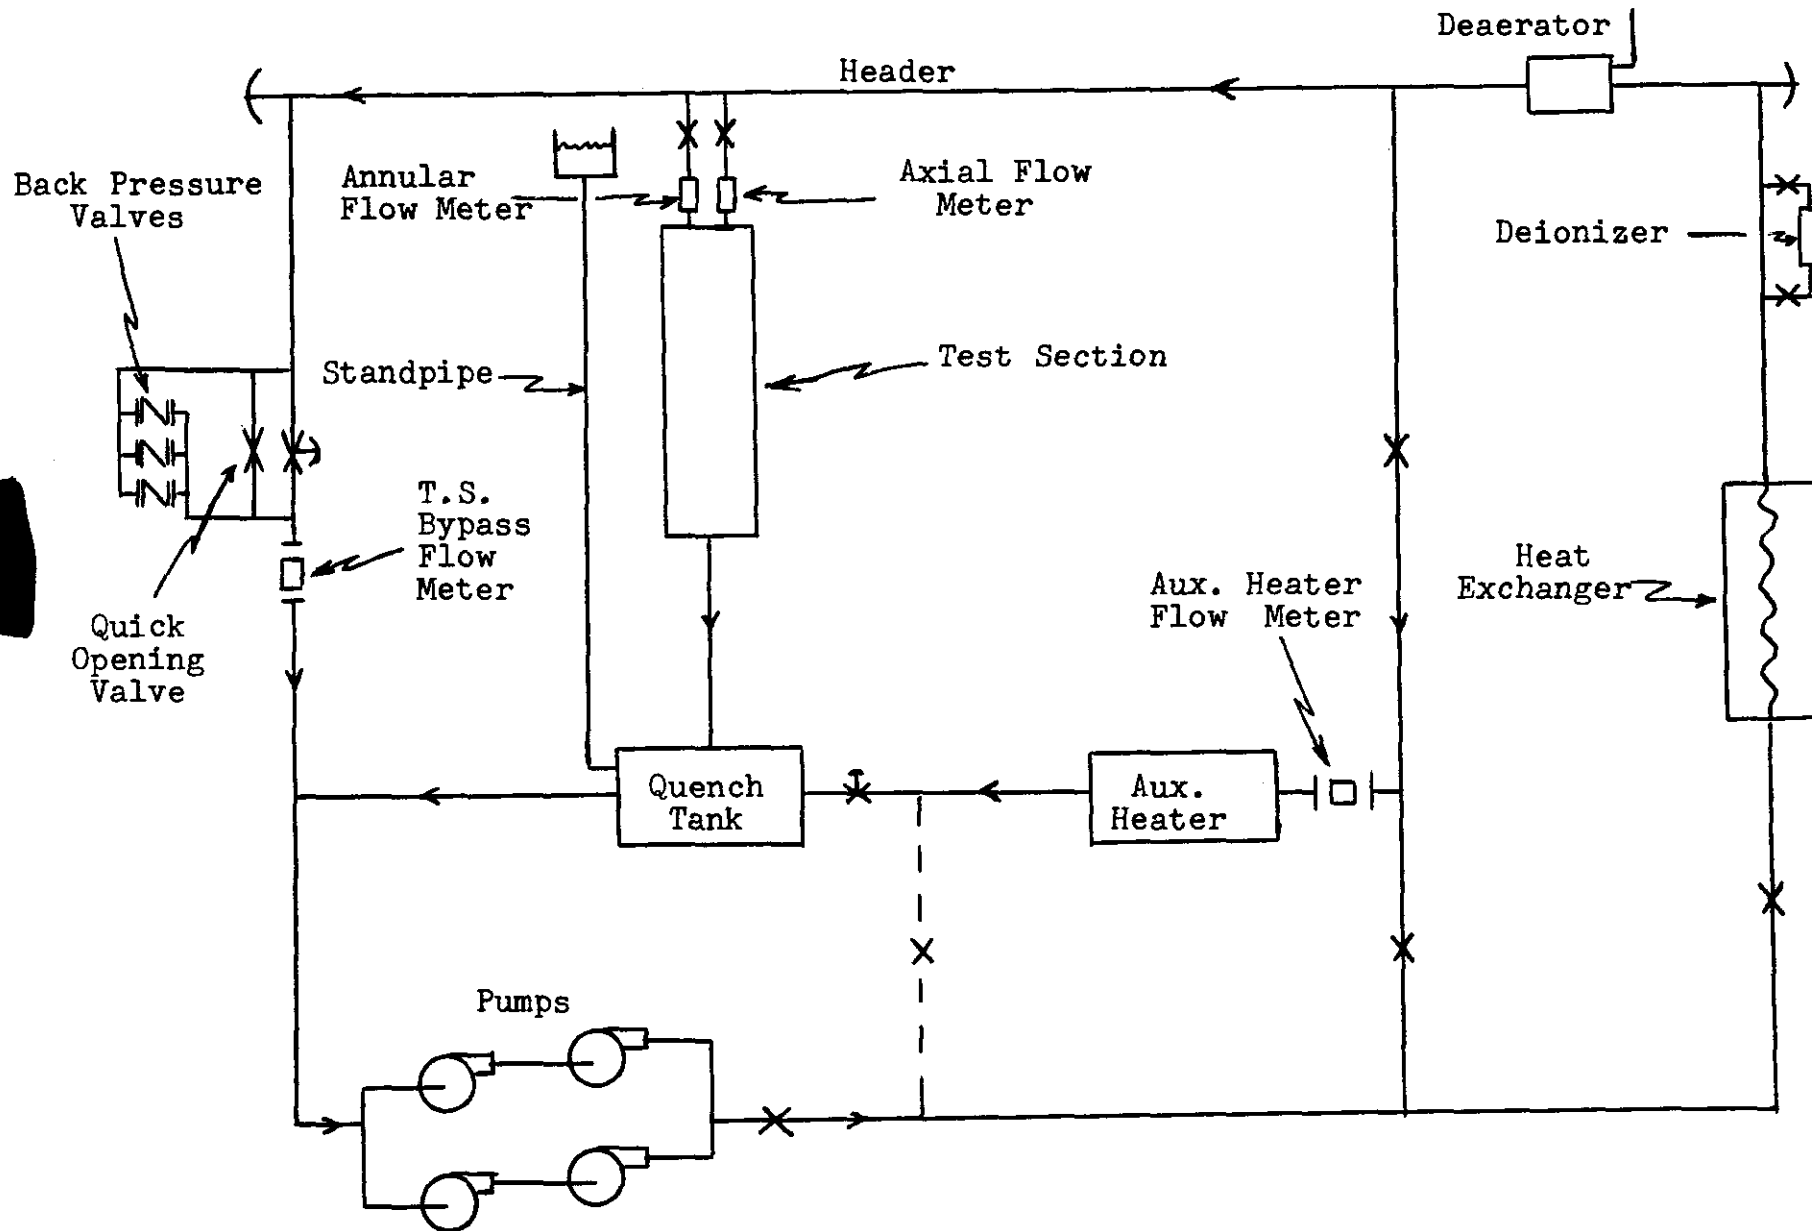 Deaerator
Header
Back Pressure
Valves
Annular
Flow Meter
Axial Flow
Meter
Deionizer
Standpipe
Test Section
T.S.
Bypass
Flow
Meter
Quick
Opening
Valve
Heat
Exchanger
Aux. Heater
Flow Meter
Quench
Tank
Aux.
Heater
Pumps